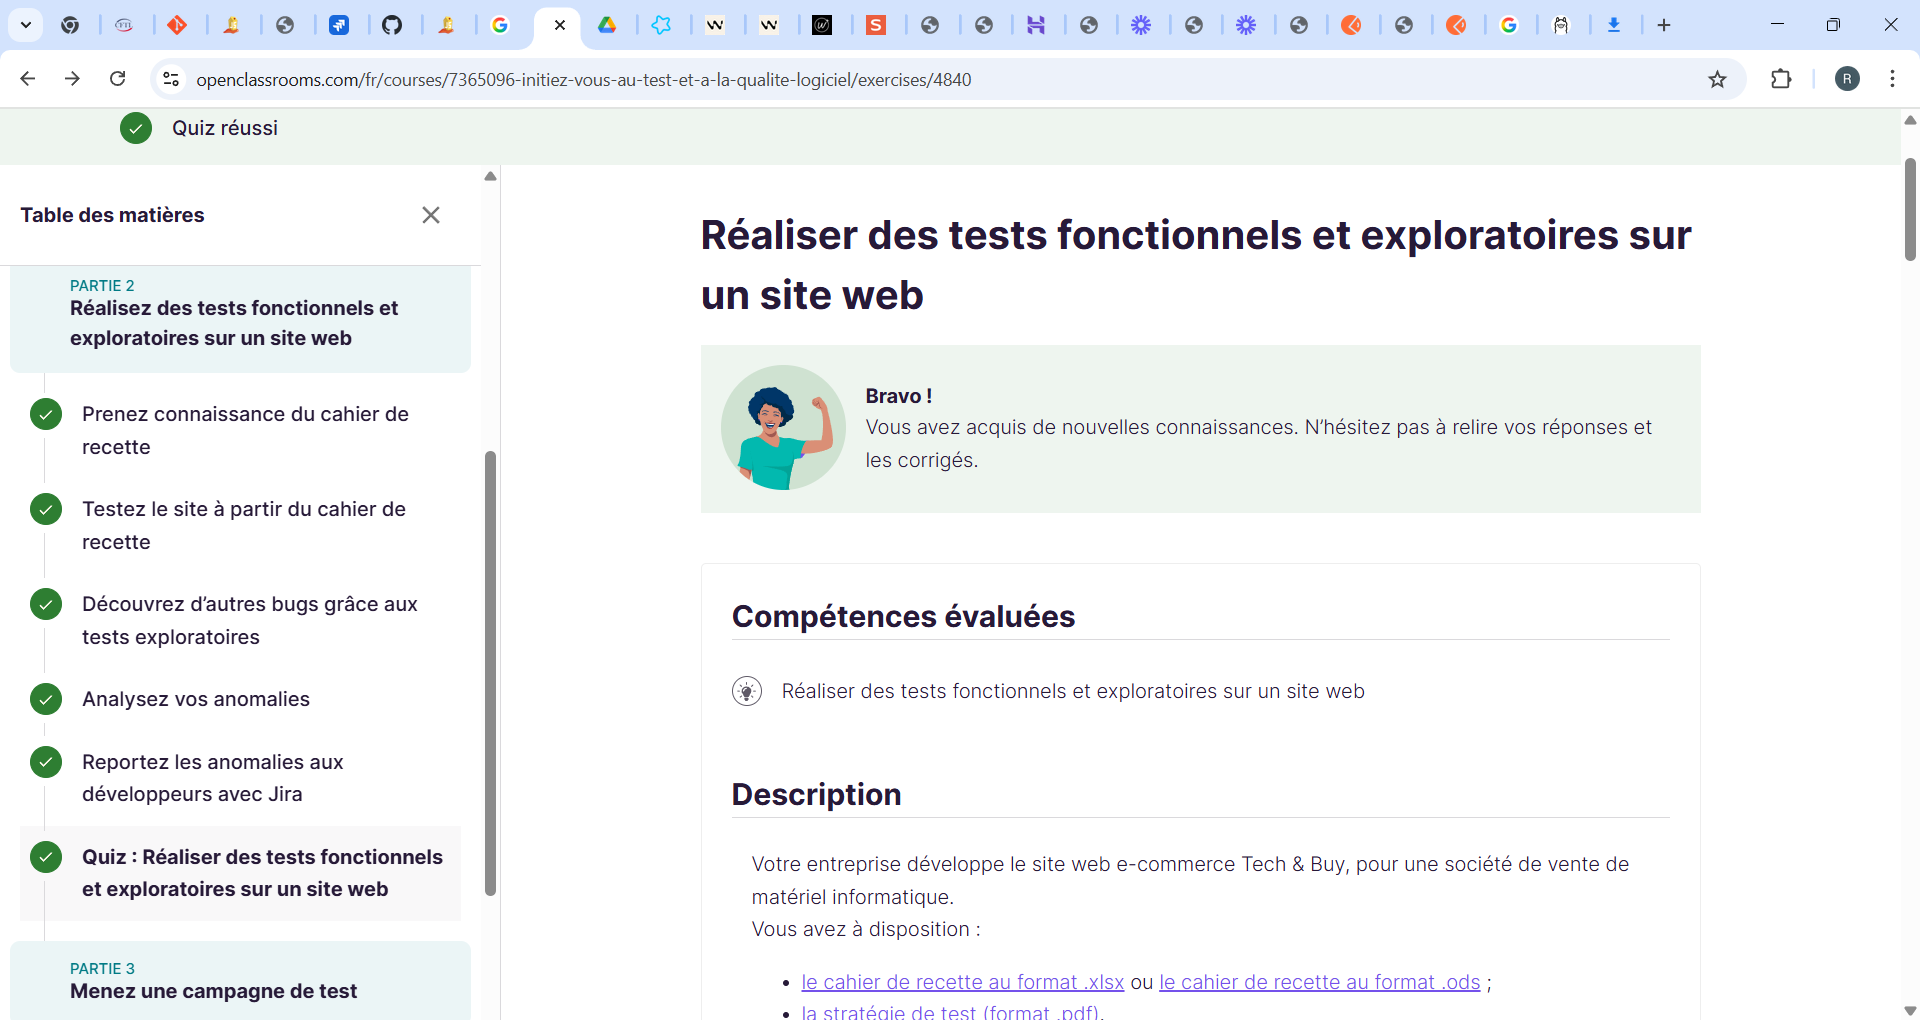 openclassrooms.com/fr/courses/7365096-initiez-vous-au-test-et-a-la-qualite-logiciel/exercises/4840
R
Quiz réussi
Table des matières
PARTIE 2
Réalisez des tests fonctionnels et
exploratoires sur un site web
Prenez connaissance du cahier de
recette
Testez le site à partir du cahier de
recette
Découvrez d’autres bugs grâce aux
tests exploratoires
Analysez vos anomalies
Reportez les anomalies aux
développeurs avec Jira
Quiz : Réaliser des tests fonctionnels
et exploratoires sur un site web
PARTIE 3
Menez une campagne de test
Réaliser des tests fonctionnels et exploratoires sur
un site web
Bravo !
Vous avez acquis de nouvelles connaissances. N’hésitez pas à relire vos réponses et
les corrigés.
Compétences évaluées
Réaliser des tests fonctionnels et exploratoires sur un site web
Description
Votre entreprise développe le site web e-commerce Tech & Buy, pour une société de vente de
matériel informatique.
Vous avez à disposition :
• le cahier de recette au format .xlsx ou le cahier de recette au format .ods ;
• la stratégie de test (format .pdf).